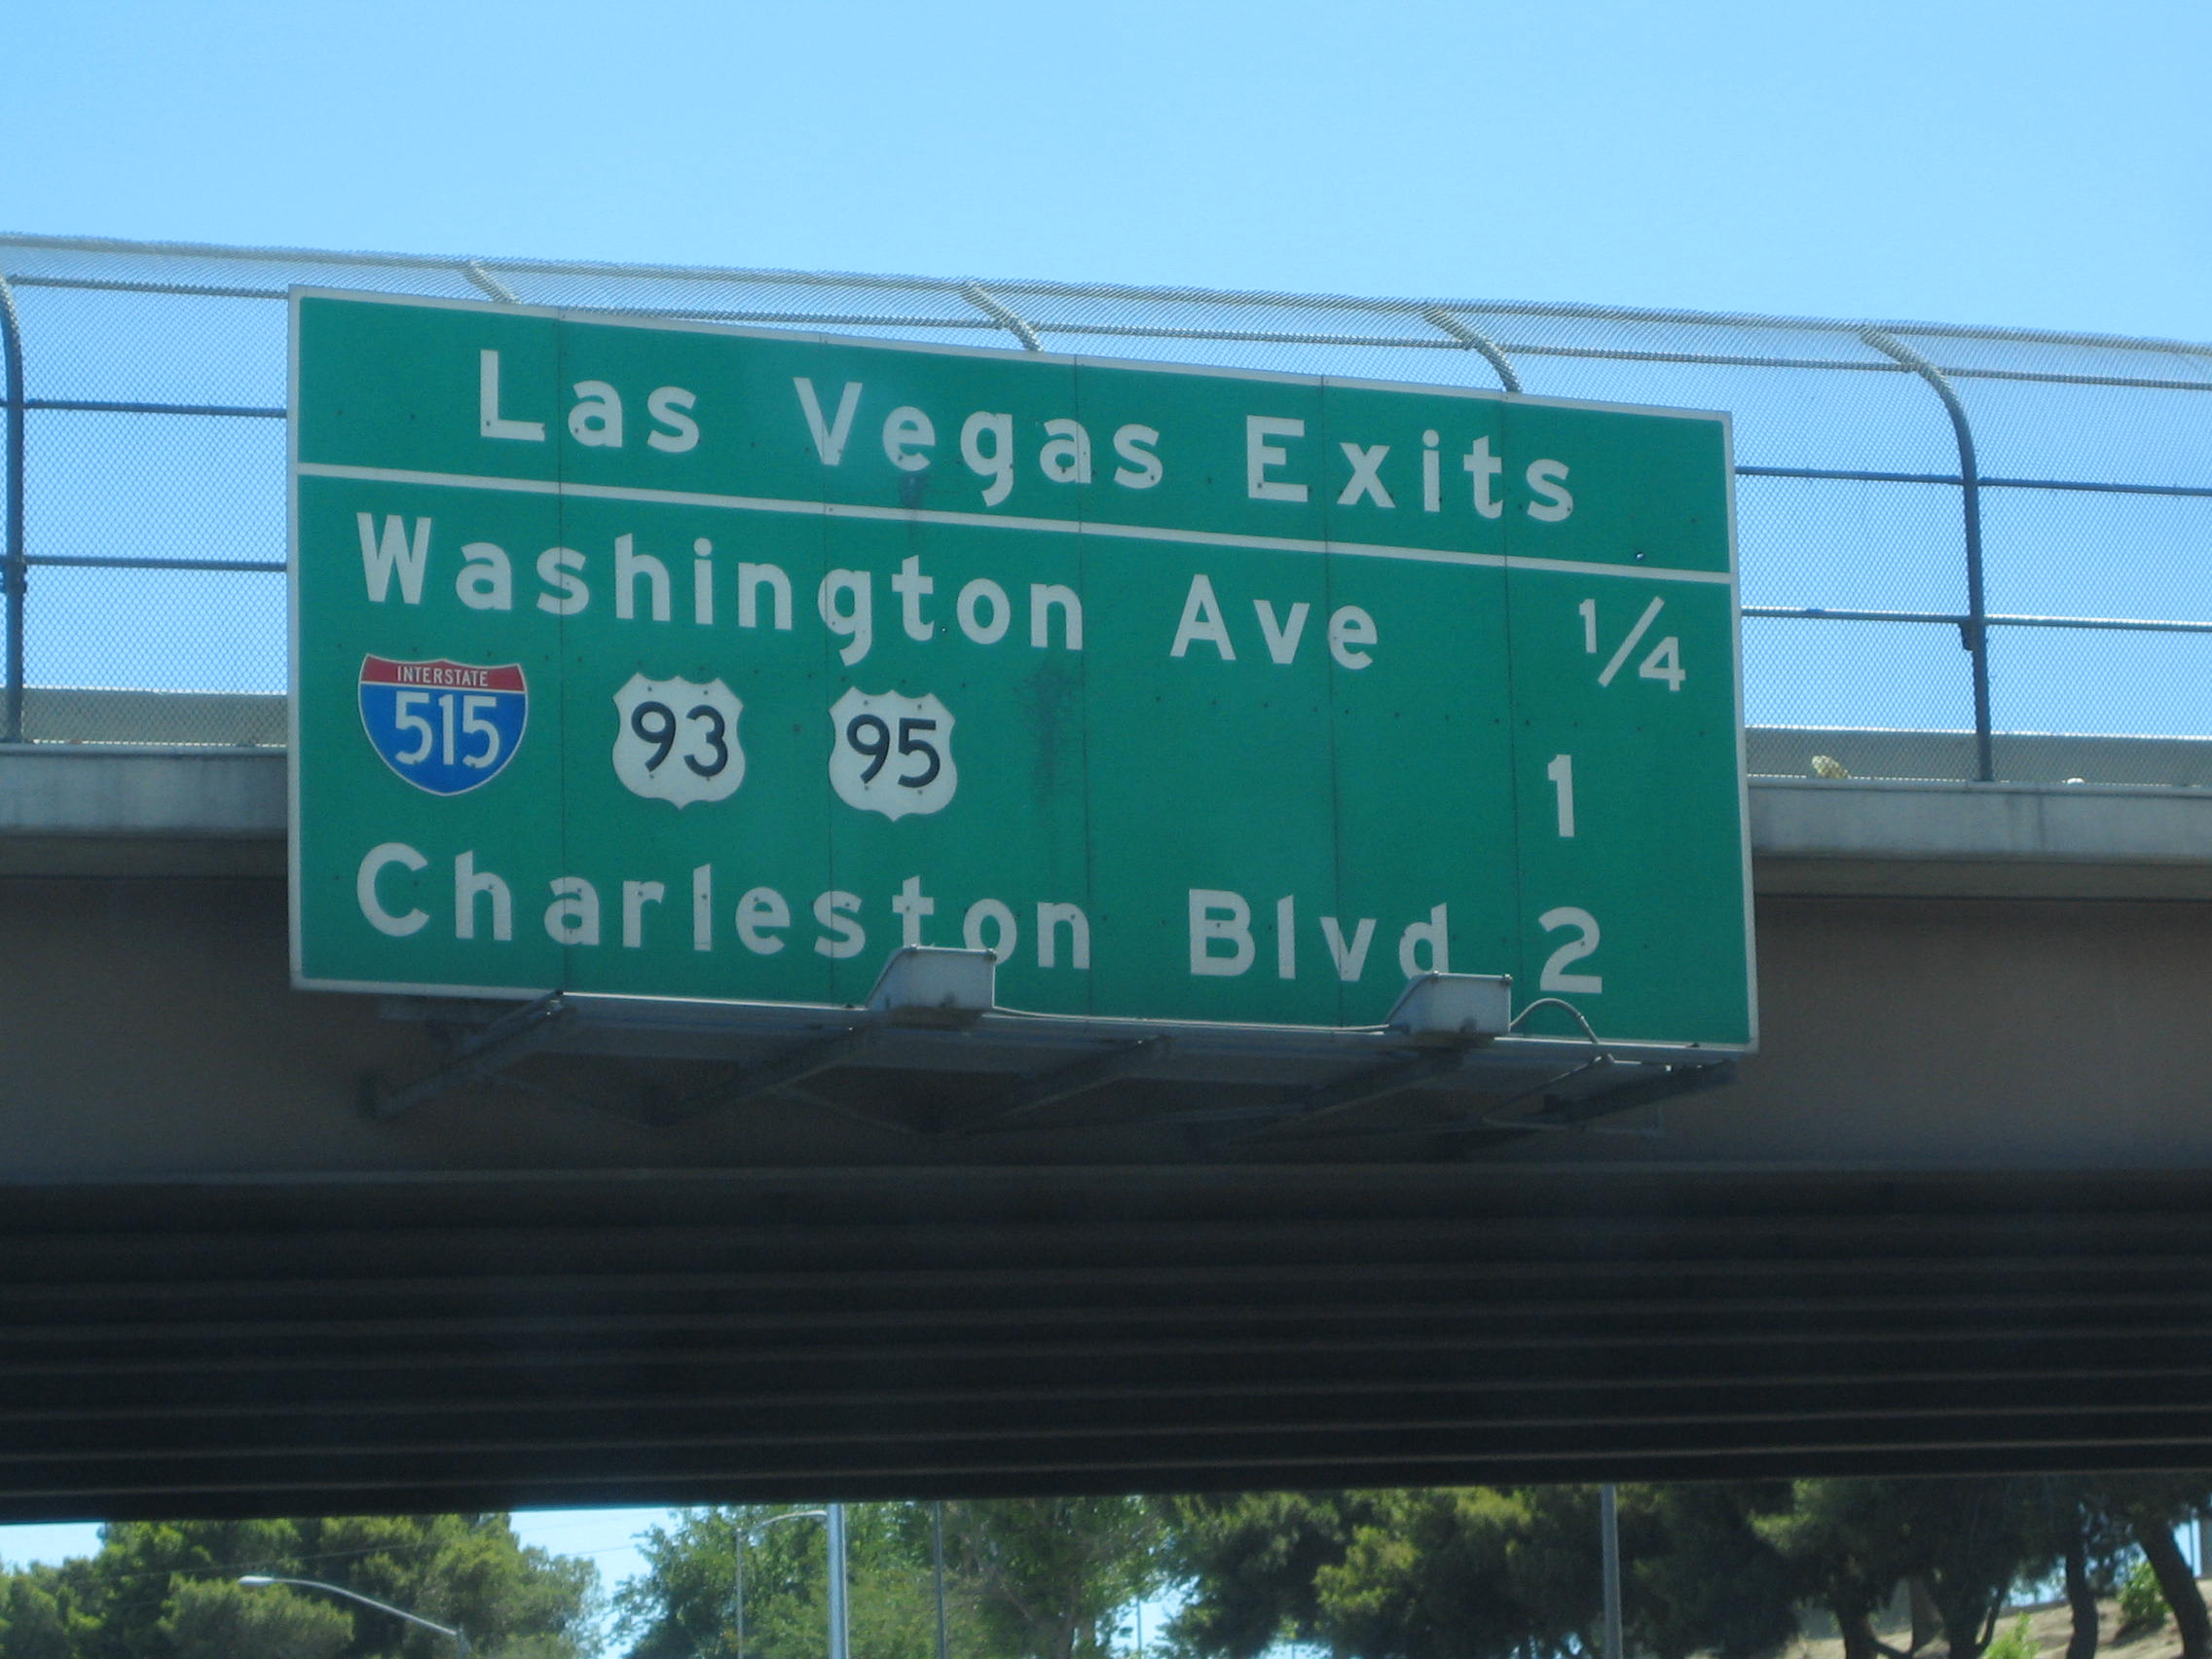 Las Vegas Exits
Washington Ave 1/4
INTERSTATE 515 93 95 1
Charleston Blvd 2